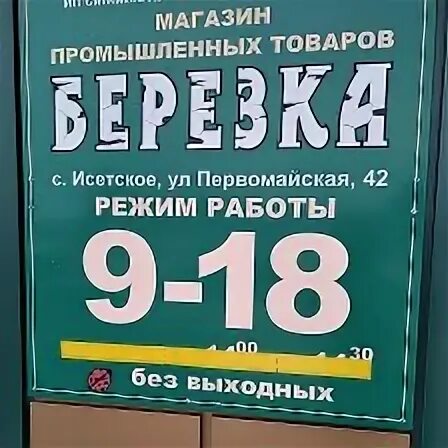 МАГАЗИН
ПРОМЫШЛЕННЫХ ТОВАРОВ
БЕРЕЗКА
с. Исетское, ул Первомайская, 42
РЕЖИМ РАБОТЫ
9-18
без выходных